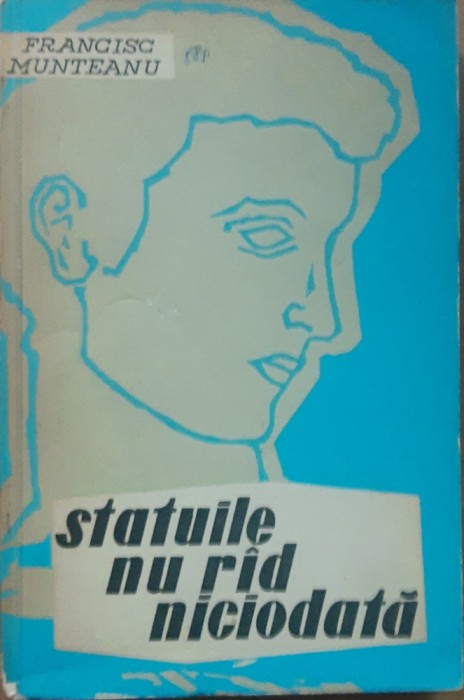 FRANCISC
MUNTEANU
statuile
nu rîd
niciodată